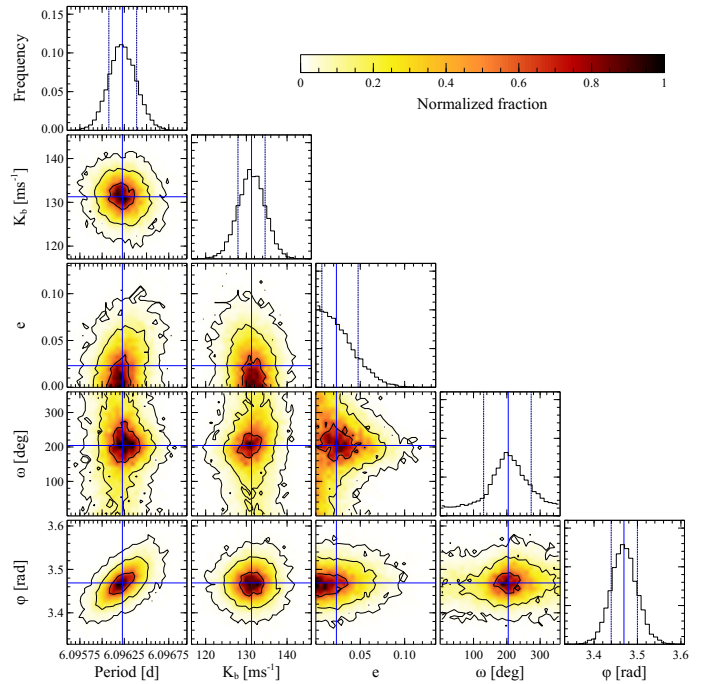 0.15
0.10
0.05
0.00
Frequency
0 0.2 0.4 0.6 0.8 1
Normalized fraction
140
130
120
K_b [ms⁻¹]
0.10
0.05
0.00
e
300
200
100
ω [deg]
3.6
3.5
3.4
φ [rad]
6.09575 6.09625 6.09675
Period [d]
120 140
K_b [ms⁻¹]
0.00 0.10
e
0 100 200 300
ω [deg]
3.4 3.5 3.6
φ [rad]